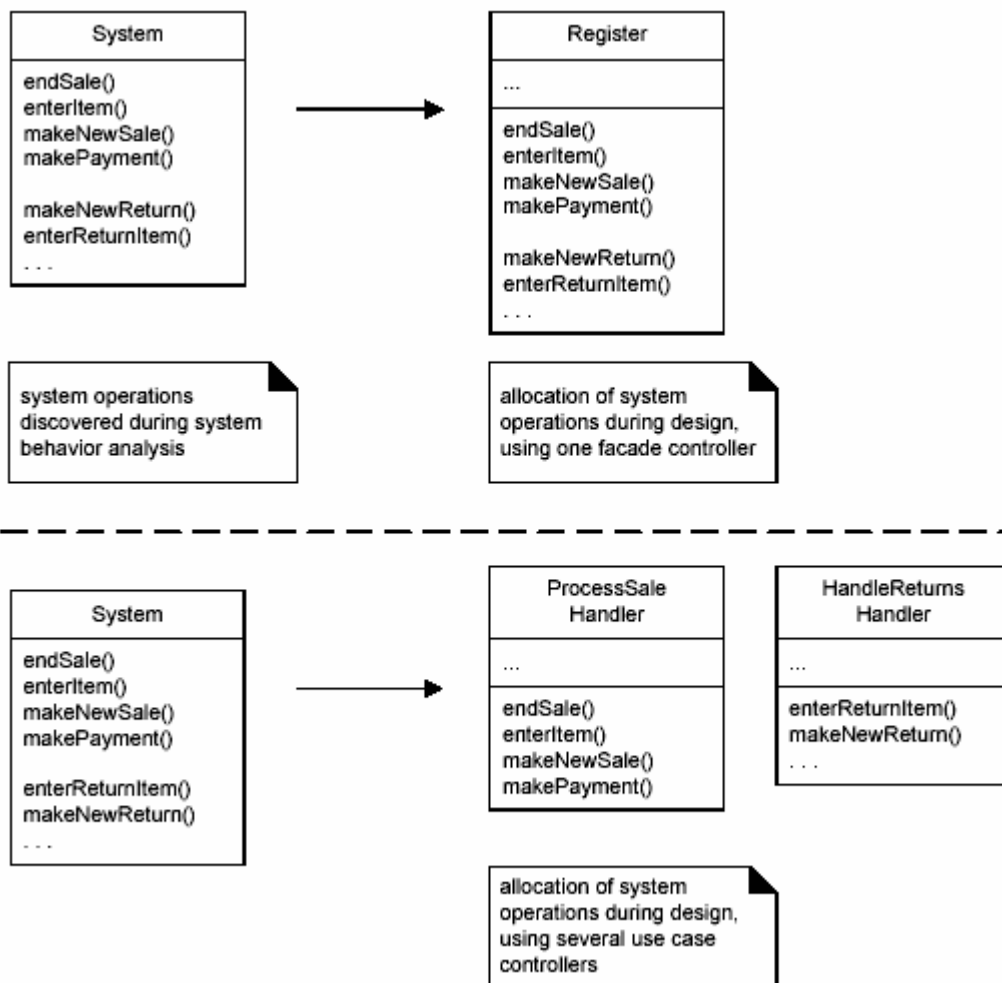 System
endSale()
enterItem()
makeNewSale()
makePayment()
makeNewReturn()
enterReturnItem()
. . .
Register
...
endSale()
enterItem()
makeNewSale()
makePayment()
makeNewReturn()
enterReturnItem()
. . .
system operations
discovered during system
behavior analysis
allocation of system
operations during design,
using one facade controller
System
endSale()
enterItem()
makeNewSale()
makePayment()
enterReturnItem()
makeNewReturn()
. . .
ProcessSale
Handler
...
endSale()
enterItem()
makeNewSale()
makePayment()
HandleReturns
Handler
...
enterReturnItem()
makeNewReturn()
. . .
allocation of system
operations during design,
using several use case
controllers